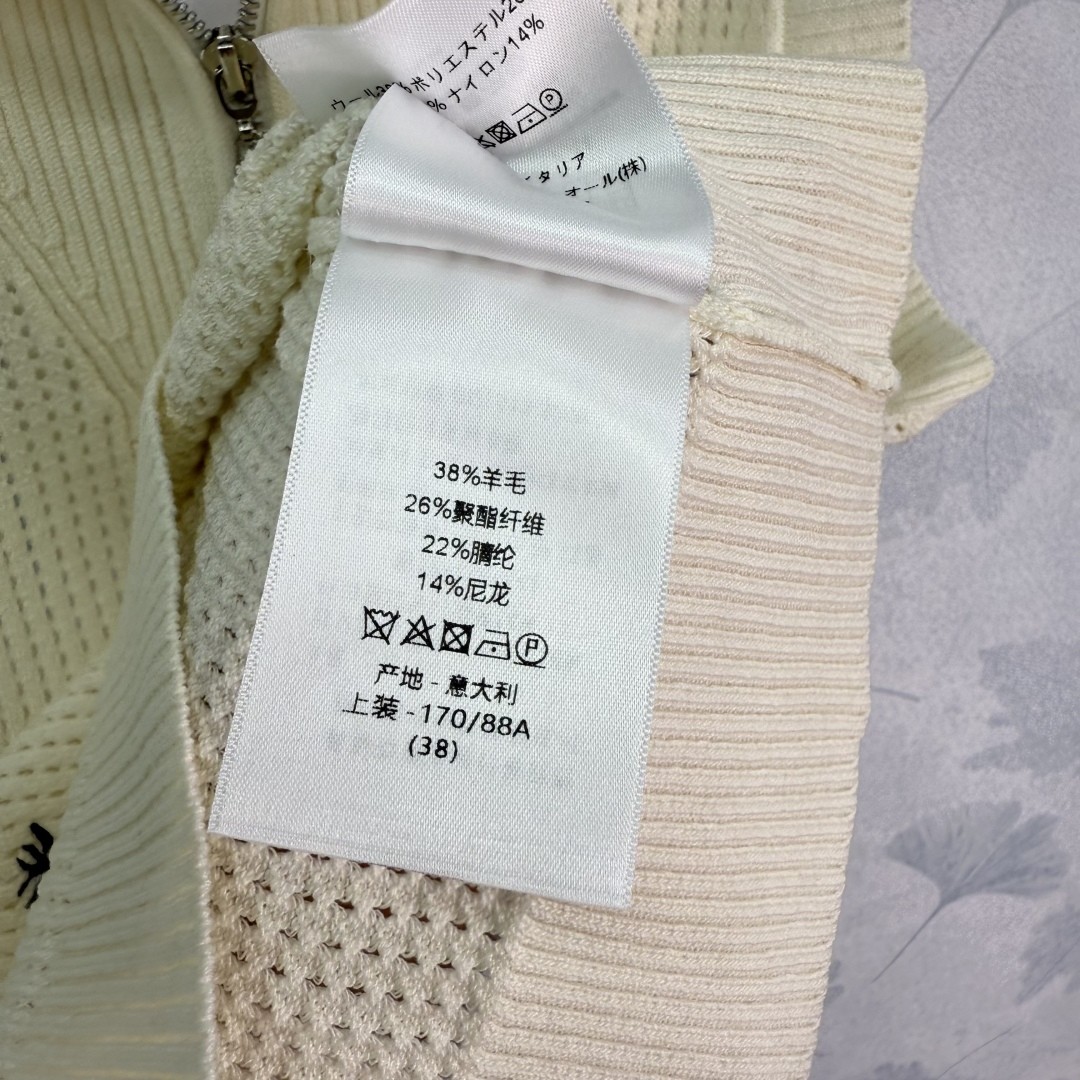 ウール38%ポリエステル26
% ナイロン14%
タリア
オール(株)
38%羊毛
26%聚酯纤维
22%腈纶
14%尼龙
P
产地 - 意大利
上装 - 170/88A
(38)